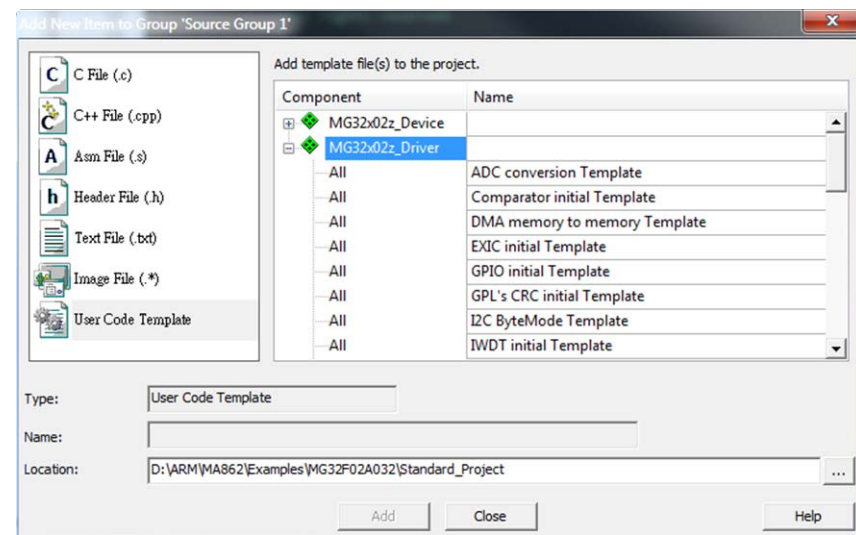 Add New Item to Group 'Source Group 1'
C File (.c)
C++ File (.cpp)
Asm File (.s)
Header File (.h)
Text File (.txt)
Image File (.*)
User Code Template
Add template file(s) to the project.
Component Name
MG32x02z_Device
MG32x02z_Driver
All ADC conversion Template
All Comparator initial Template
All DMA memory to memory Template
All EXIC initial Template
All GPIO initial Template
All GPL's CRC initial Template
All I2C ByteMode Template
All IWDT initial Template
Type: User Code Template
Name:
Location: D:\ARM\MA862\Examples\MG32F02A032\Standard_Project ...
Add Close Help